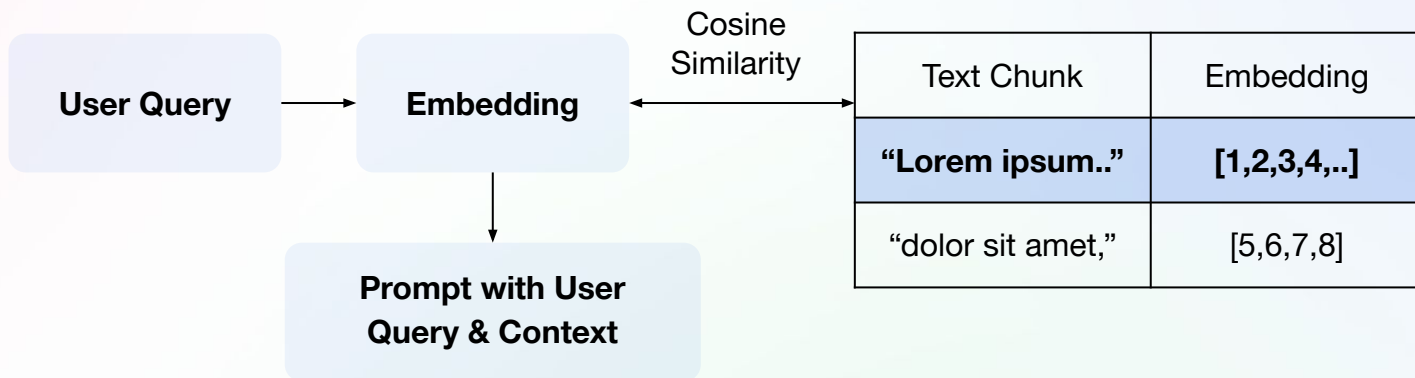 User Query
Embedding
Cosine
Similarity
Text Chunk
Embedding
“Lorem ipsum..”
[1,2,3,4,..]
“dolor sit amet,”
[5,6,7,8]
Prompt with User
Query & Context